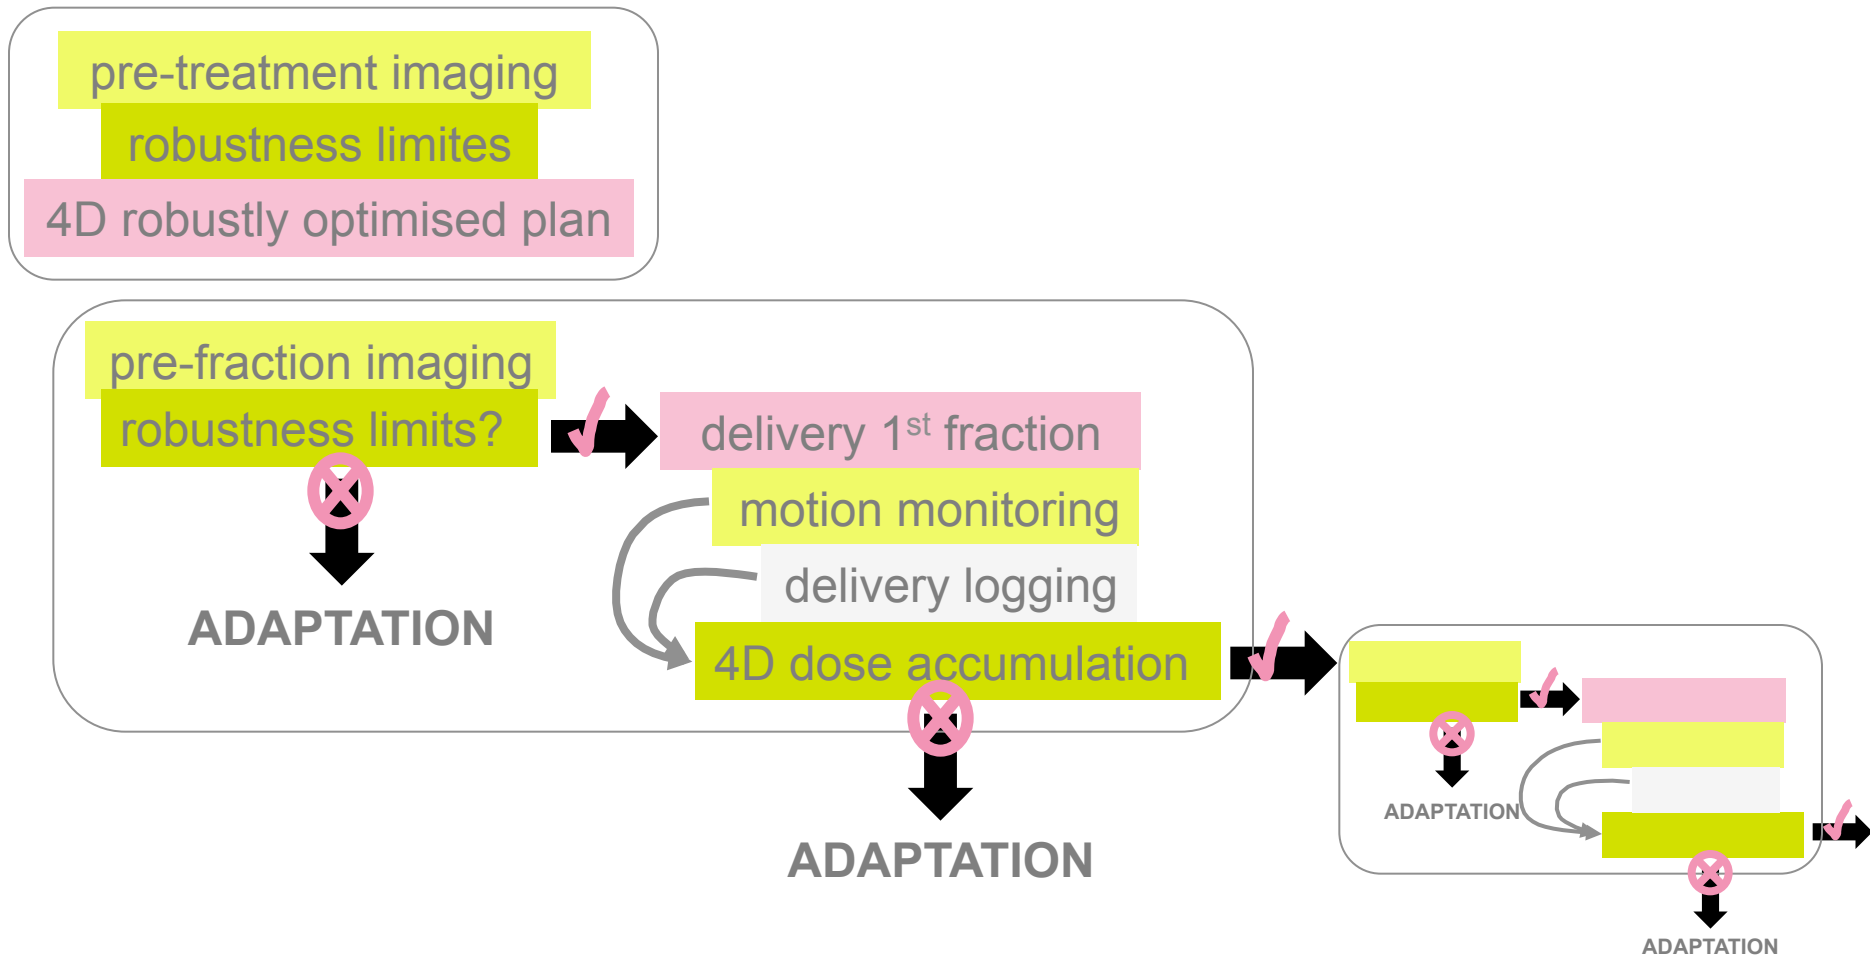 pre-treatment imaging
robustness limites
4D robustly optimised plan
pre-fraction imaging
robustness limits?
delivery 1st fraction
motion monitoring
delivery logging
4D dose accumulation
ADAPTATION
ADAPTATION
ADAPTATION
ADAPTATION